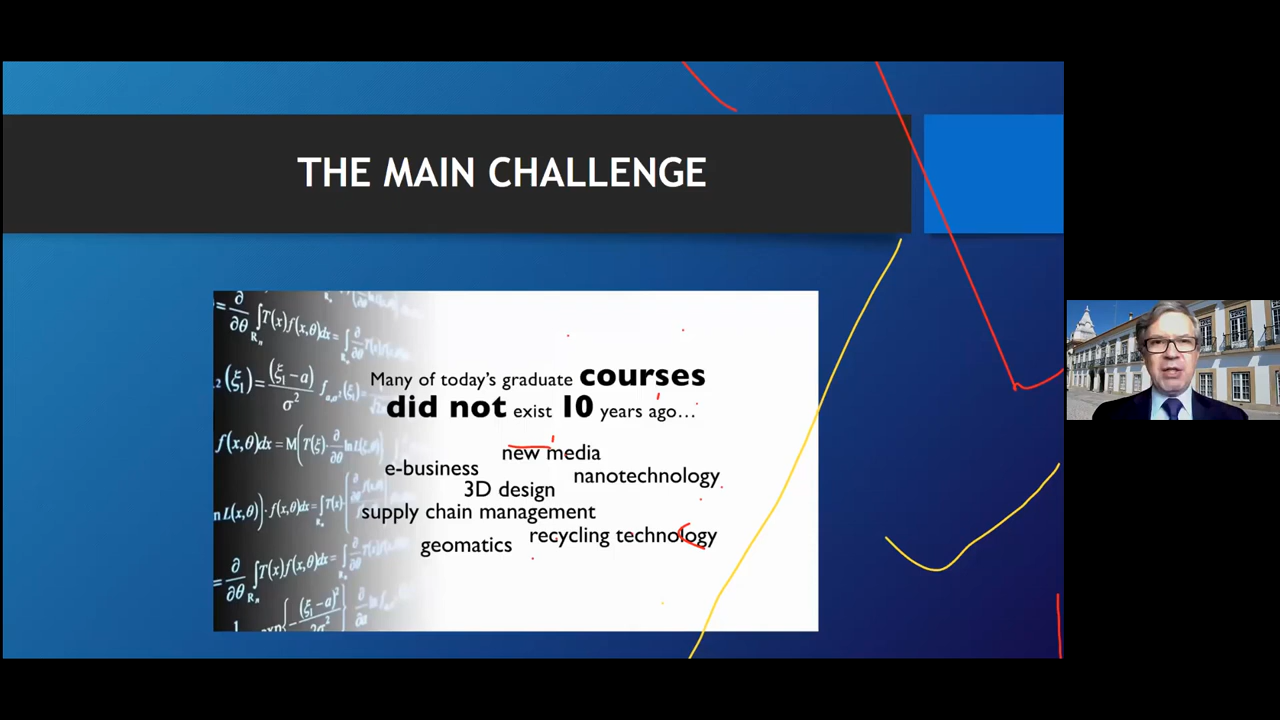 THE MAIN CHALLENGE
Many of today's graduate courses
did not exist 10 years ago...
new media
e-business
nanotechnology
3D design
supply chain management
recycling technology
geomatics